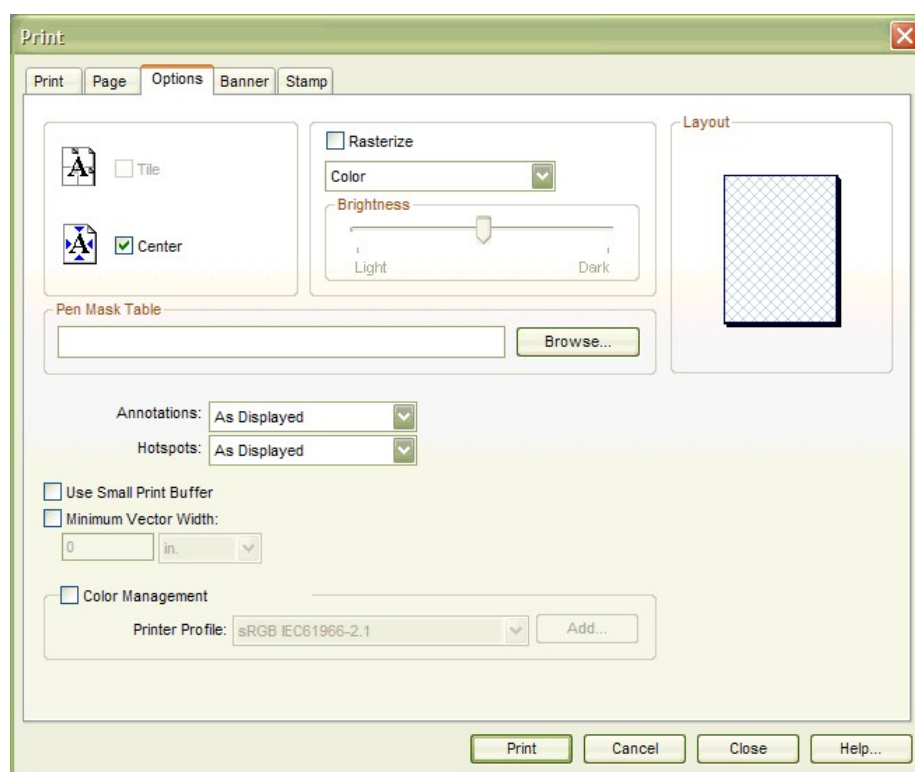 Print
Print Page Options Banner Stamp
A Tile
A Center
Rasterize
Color
Brightness
Light Dark
Layout
Pen Mask Table
Browse...
Annotations: As Displayed
Hotspots: As Displayed
Use Small Print Buffer
Minimum Vector Width:
0 in.
Color Management
Printer Profile: sRGB IEC61966-2.1 Add...
Print Cancel Close Help...